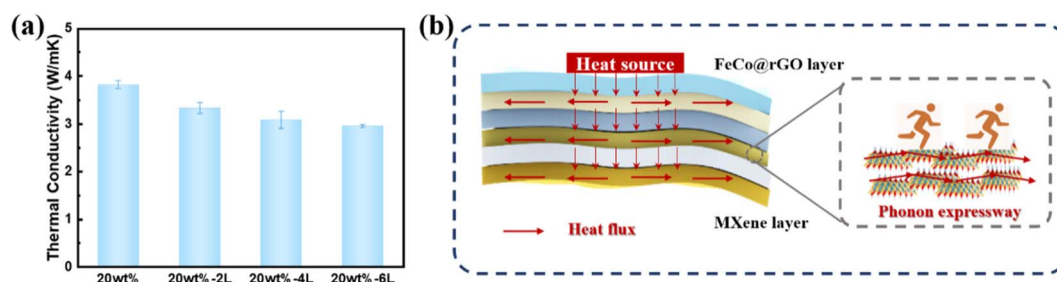 (a)
Thermal Conductivity (W/mK)
5
4
3
2
1
0
20wt%
20wt%-2L
20wt%-4L
20wt%-6L
(b)
Heat source
FeCo@rGO layer
MXene layer
Heat flux
Phonon expressway